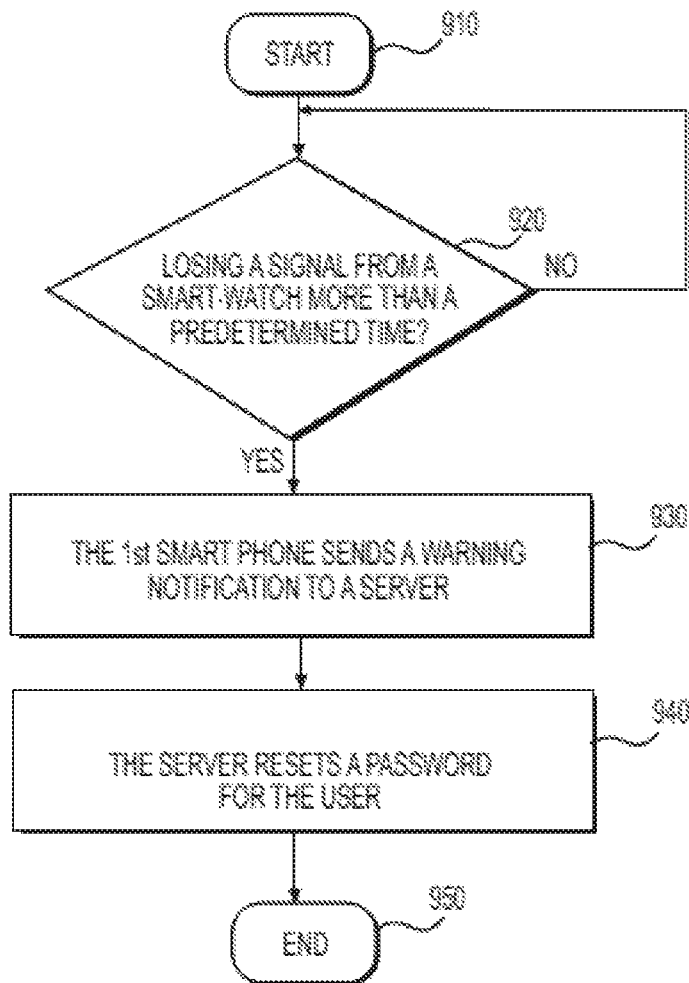 910
START
920
LOSING A SIGNAL FROM A
SMART-WATCH MORE THAN A
PREDETERMINED TIME?
NO
YES
930
THE 1st SMART PHONE SENDS A WARNING
NOTIFICATION TO A SERVER
940
THE SERVER RESETS A PASSWORD
FOR THE USER
950
END